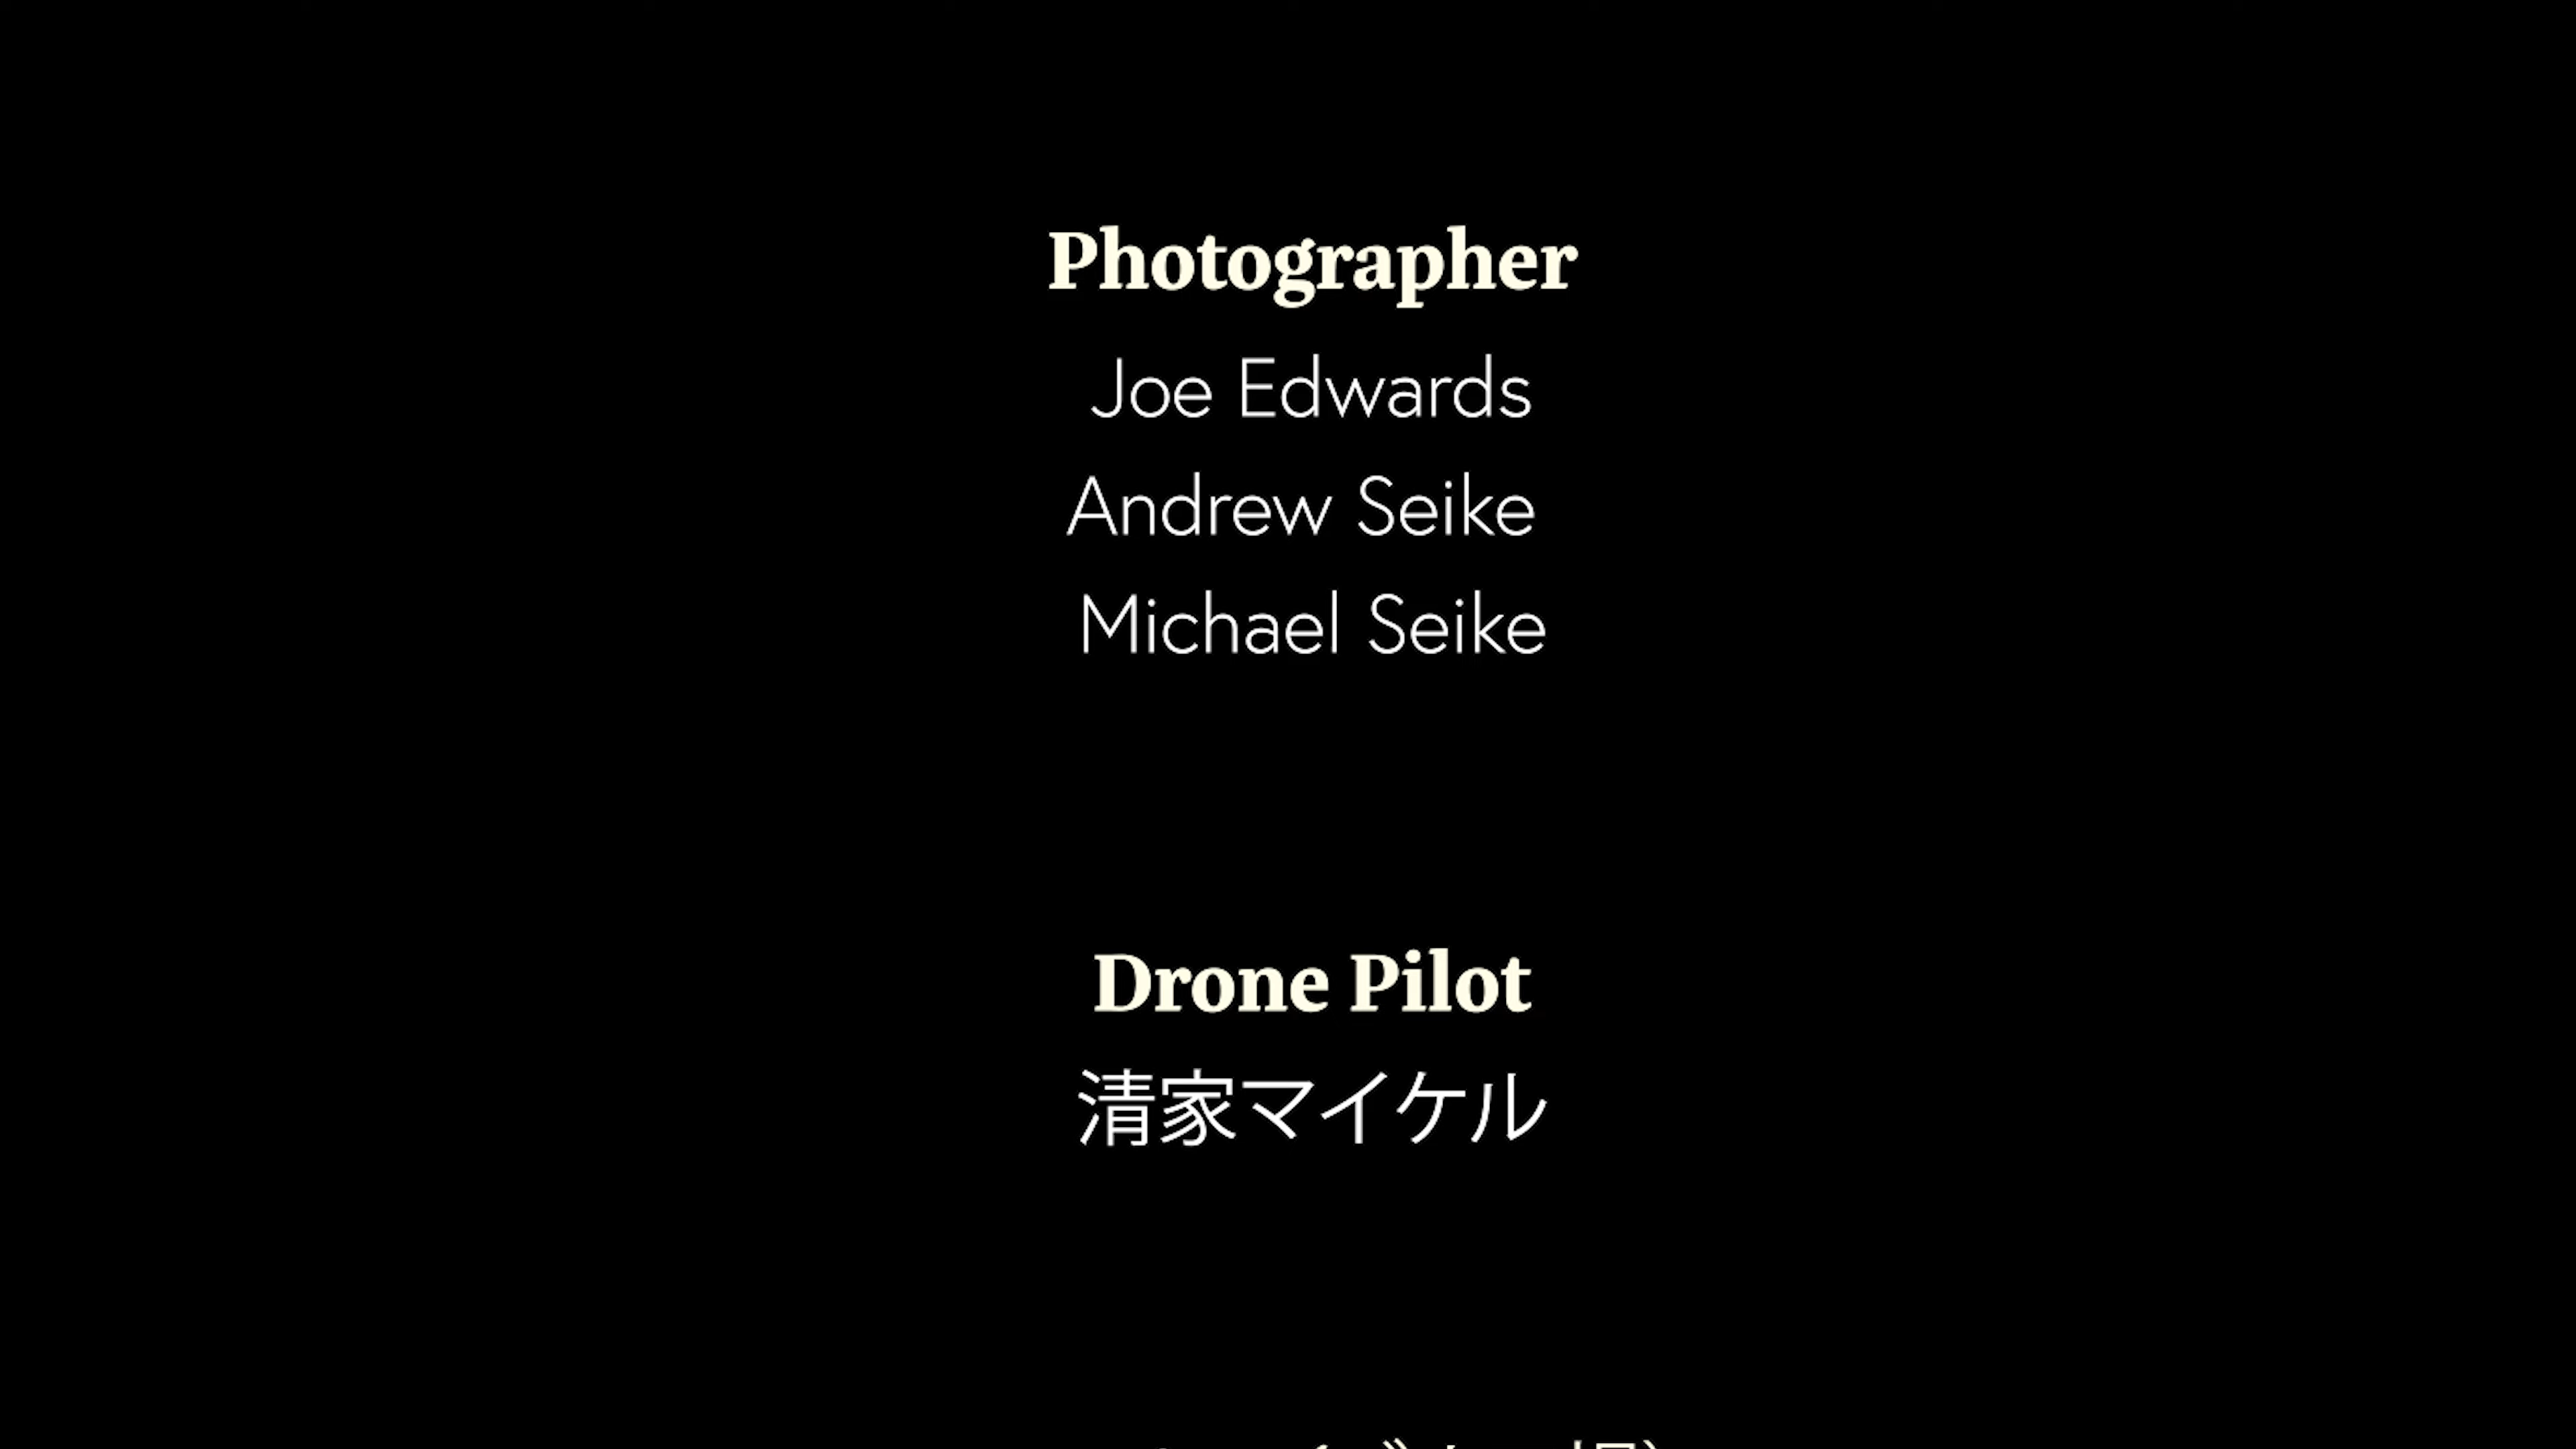 Photographer
Joe Edwards
Andrew Seike
Michael Seike
Drone Pilot
清家マイケル